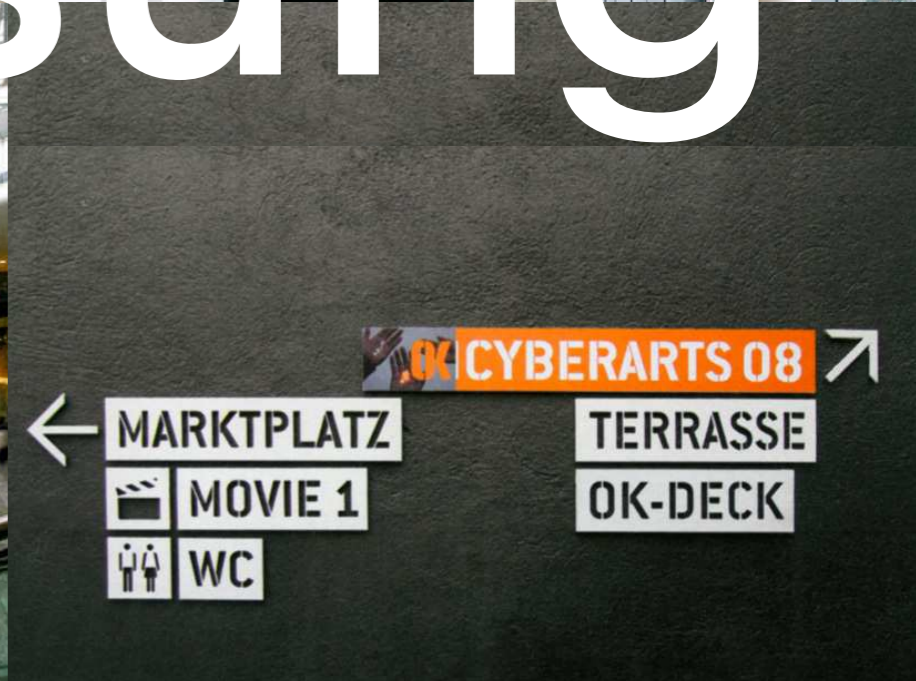 OK CYBERARTS 08
MARKTPLATZ
MOVIE 1
WC
TERRASSE
OK-DECK